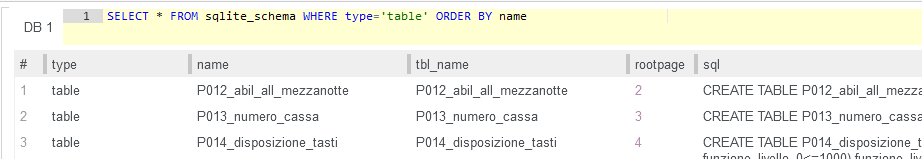 1 SELECT * FROM sqlite_schema WHERE type='table' ORDER BY name
DB 1
# type name tbl_name rootpage sql
1 table P012_abil_all_mezzanotte P012_abil_all_mezzanotte 2 CREATE TABLE P012_abil_all_mezza
2 table P013_numero_cassa P013_numero_cassa 3 CREATE TABLE P013_numero_cassa
3 table P014_disposizione_tasti P014_disposizione_tasti 4 CREATE TABLE P014_disposizione_